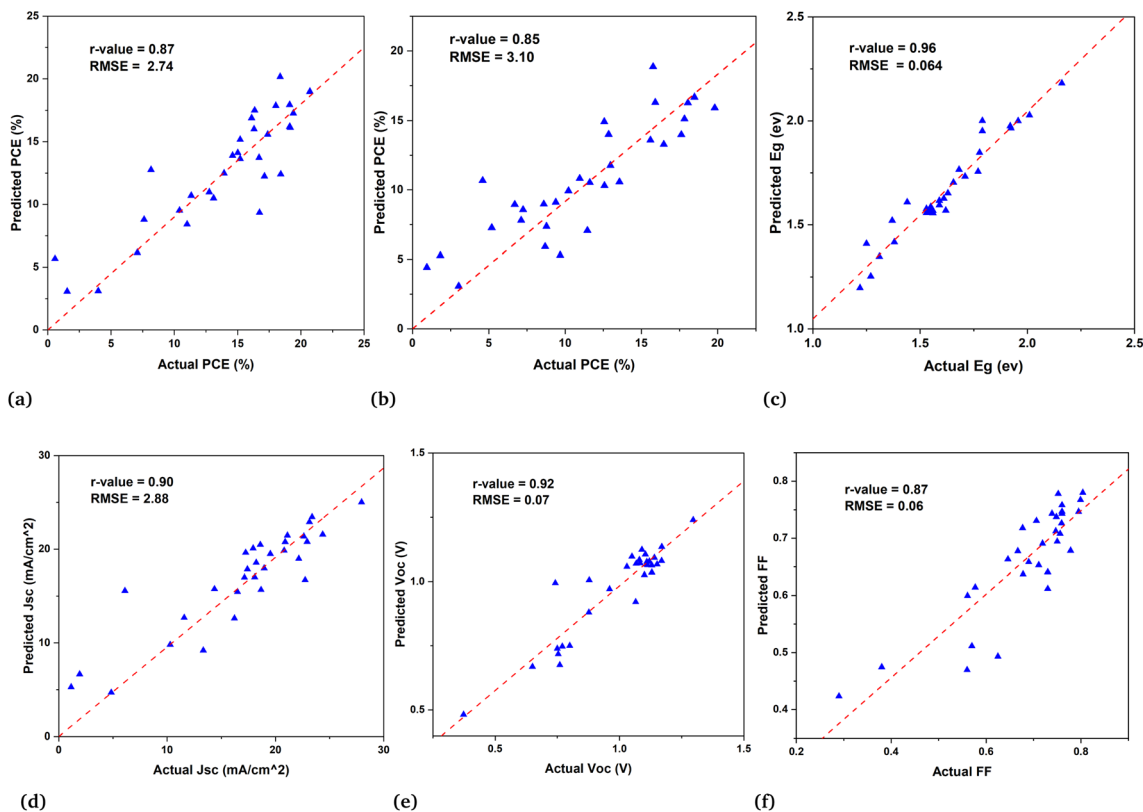 r-value = 0.87
RMSE = 2.74
Predicted PCE (%)
25
20
15
10
5
0
0 5 10 15 20 25
Actual PCE (%)
(a)
r-value = 0.85
RMSE = 3.10
Predicted PCE (%)
20
15
10
5
0
0 5 10 15 20
Actual PCE (%)
(b)
r-value = 0.96
RMSE = 0.064
Predicted Eg (ev)
2.5
2.0
1.5
1.0
1.0 1.5 2.0 2.5
Actual Eg (ev)
(c)
r-value = 0.90
RMSE = 2.88
Predicted Jsc (mA/cm^2)
30
20
10
0
0 10 20 30
Actual Jsc (mA/cm^2)
(d)
r-value = 0.92
RMSE = 0.07
Predicted Voc (V)
1.5
1.0
0.5
0.5 1.0 1.5
Actual Voc (V)
(e)
r-value = 0.87
RMSE = 0.06
Predicted FF
0.8
0.7
0.6
0.5
0.4
0.2 0.4 0.6 0.8
Actual FF
(f)